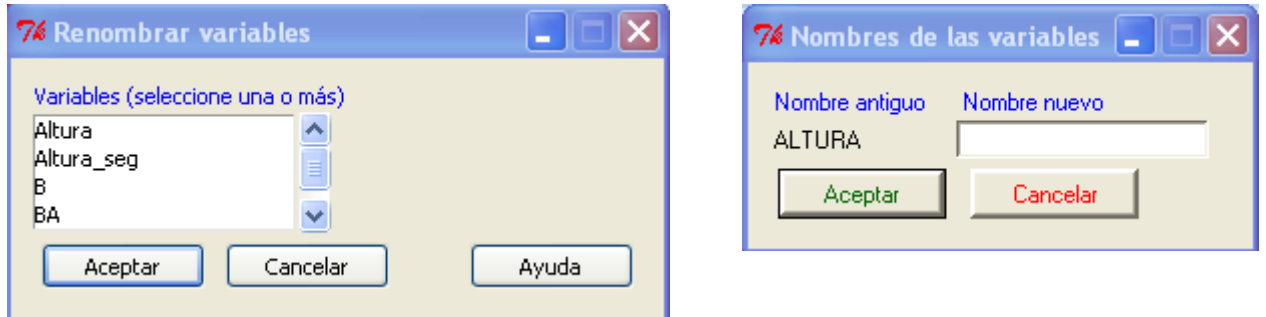 Renombrar variables
Variables (seleccione una o más)
Altura
Altura_seg
B
BA
Aceptar Cancelar Ayuda
Nombres de las variables
Nombre antiguo Nombre nuevo
ALTURA
Aceptar Cancelar